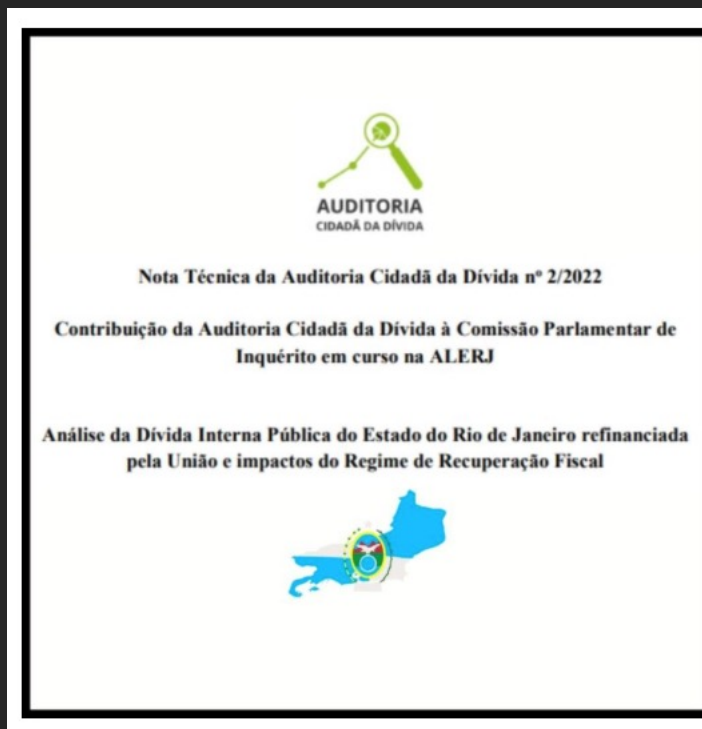 AUDITORIA
CIDADÃ DA DÍVIDA
Nota Técnica da Auditoria Cidadã da Dívida nº 2/2022
Contribuição da Auditoria Cidadã da Dívida à Comissão Parlamentar de
Inquérito em curso na ALERJ
Análise da Dívida Interna Pública do Estado do Rio de Janeiro refinanciada
pela União e impactos do Regime de Recuperação Fiscal